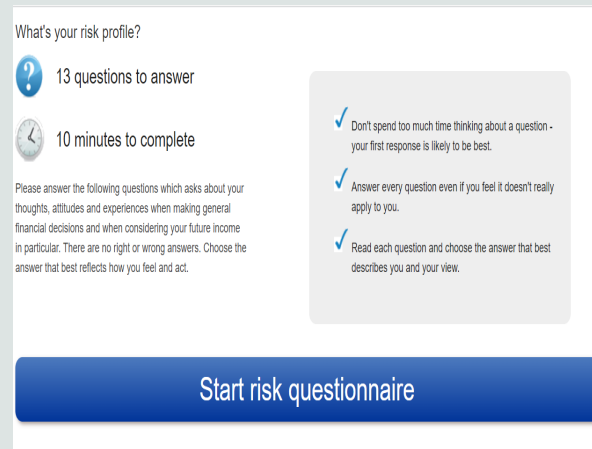 What's your risk profile?
13 questions to answer
10 minutes to complete
Please answer the following questions which asks about your
thoughts, attitudes and experiences when making general
financial decisions and when considering your future income
in particular. There are no right or wrong answers. Choose the
answer that best reflects how you feel and act.
Don't spend too much time thinking about a question -
your first response is likely to be best.
Answer every question even if you feel it doesn't really
apply to you.
Read each question and choose the answer that best
describes you and your view.
Start risk questionnaire